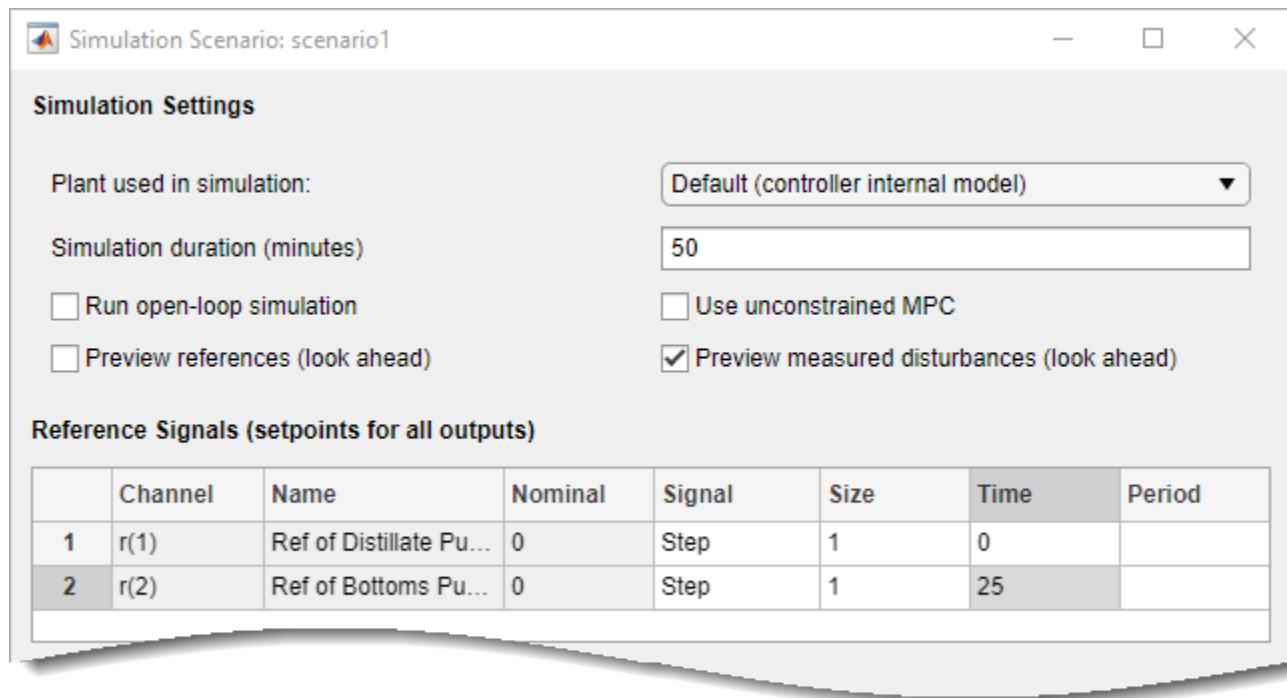 Simulation Scenario: scenario1
Simulation Settings
Plant used in simulation: Default (controller internal model)
Simulation duration (minutes) 50
Run open-loop simulation Use unconstrained MPC
Preview references (look ahead) Preview measured disturbances (look ahead)
Reference Signals (setpoints for all outputs)
Channel Name Nominal Signal Size Time Period
1 r(1) Ref of Distillate Pu... 0 Step 1 0
2 r(2) Ref of Bottoms Pu... 0 Step 1 25